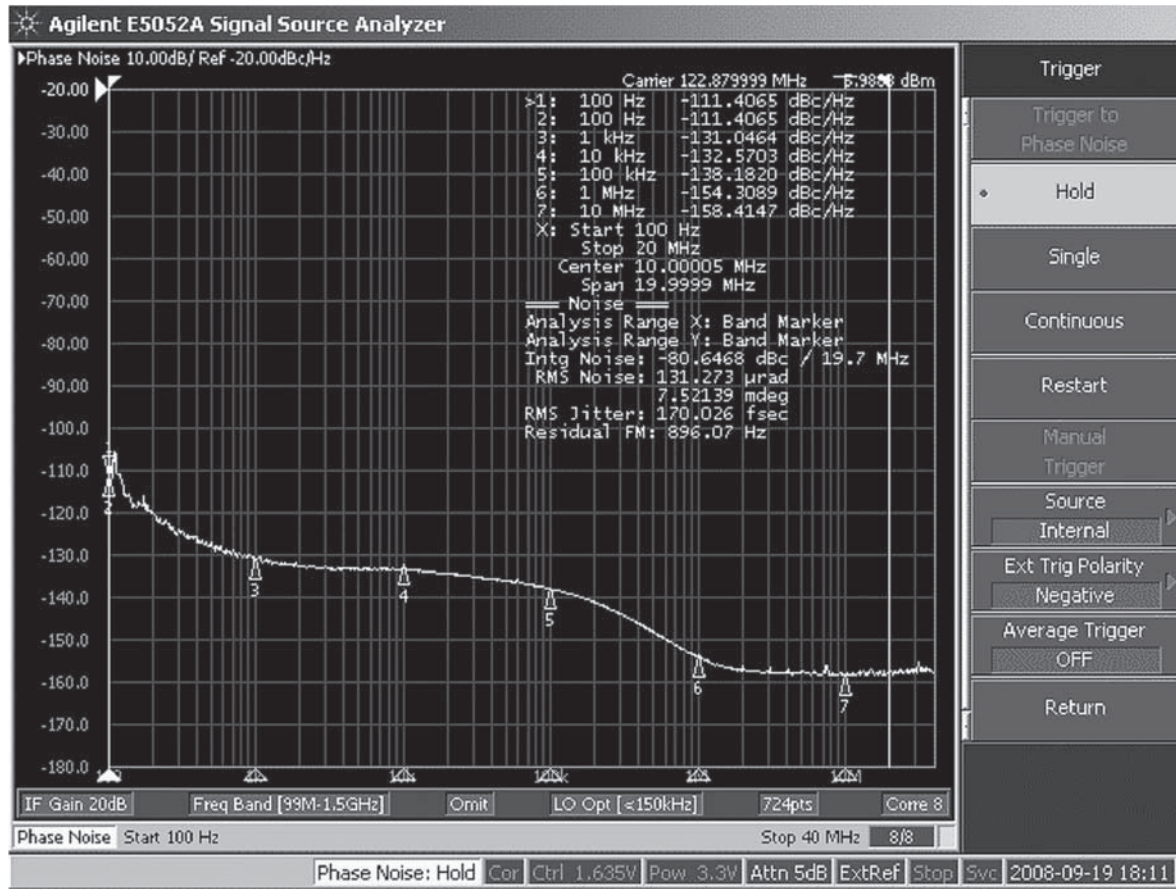 Agilent E5052A Signal Source Analyzer
Phase Noise 10.00dB/ Ref -20.00dBc/Hz
Carrier 122.879999 MHz dBm
-20.00
-30.00
-40.00
-50.00
-60.00
-70.00
-80.00
-90.00
-100.0
-110.0
-120.0
-130.0
-140.0
-150.0
-160.0
-170.0
-180.0
>1: 100 Hz -111.4065 dBc/Hz
2: 100 Hz -111.4065 dBc/Hz
3: 1 kHz -131.0464 dBc/Hz
4: 10 kHz -132.5703 dBc/Hz
5: 100 kHz -138.1820 dBc/Hz
6: 1 MHz -154.3089 dBc/Hz
7: 10 MHz -158.4147 dBc/Hz
X: Start 100 Hz
Stop 20 MHz
Center 10.00005 MHz
Span 19.9999 MHz
Noise
Analysis Range X: Band Marker
Analysis Range Y: Band Marker
Intg Noise: -80.6468 dBc / 19.7 MHz
RMS Noise: 131.273 µrad
7.52139 mdeg
RMS Jitter: 170.026 fsec
Residual FM: 896.07 Hz
2
3
4
5
6
7
IF Gain 20dB Freq Band [99M-1.5GHz] Omit LO Opt [≤150kHz] 724pts Corre 8
Phase Noise Start 100 Hz Stop 40 MHz 8/8
Phase Noise: Hold Cor Ctrl 1.635V Pow 3.3V Attn 5dB ExtRef Stop Svc 2008-09-19 18:11
Trigger
Trigger to
Phase Noise
Hold
Single
Continuous
Restart
Manual
Trigger
Source
Internal
Ext Trig Polarity
Negative
Average Trigger
OFF
Return